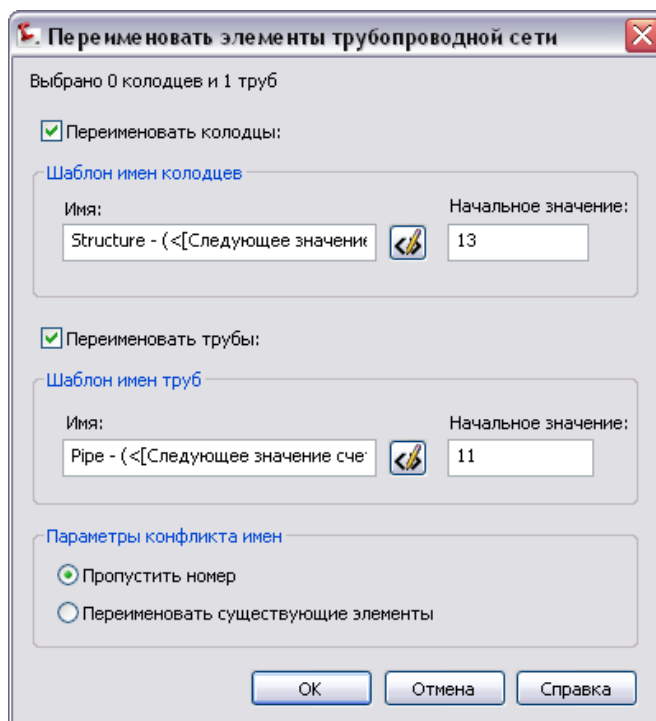 Переименовать элементы трубопроводной сети
Выбрано 0 колодцев и 1 труб
Переименовать колодцы:
Шаблон имен колодцев
Имя: Начальное значение:
Structure - (<[Следующее значение 13
Переименовать трубы:
Шаблон имен труб
Имя: Начальное значение:
Pipe - (<[Следующее значение сче 11
Параметры конфликта имен
Пропустить номер
Переименовать существующие элементы
ОК Отмена Справка